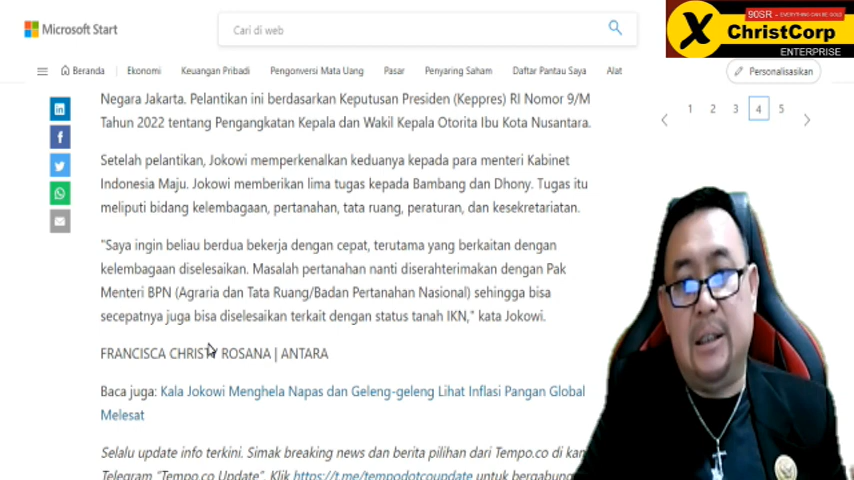 Microsoft Start
Cari di web
90SR - EVERYTHING CAN BE GOLD
X ChristCorp
ENTERPRISE
Beranda Ekonomi Keuangan Pribadi Pengonversi Mata Uang Pasar Penyaring Saham Daftar Pantau Saya Alat Personalisasikan
Negara Jakarta. Pelantikan ini berdasarkan Keputusan Presiden (Keppres) RI Nomor 9/M
Tahun 2022 tentang Pengangkatan Kepala dan Wakil Kepala Otorita Ibu Kota Nusantara.
1 2 3 4 5
Setelah pelantikan, Jokowi memperkenalkan keduanya kepada para menteri Kabinet
Indonesia Maju. Jokowi memberikan lima tugas kepada Bambang dan Dhony. Tugas itu
meliputi bidang kelembagaan, pertanahan, tata ruang, peraturan, dan kesekretariatan.
"Saya ingin beliau berdua bekerja dengan cepat, terutama yang berkaitan dengan
kelembagaan diselesaikan. Masalah pertanahan nanti diserahterimakan dengan Pak
Menteri BPN (Agraria dan Tata Ruang/Badan Pertanahan Nasional) sehingga bisa
secepatnya juga bisa diselesaikan terkait dengan status tanah IKN," kata Jokowi.
FRANCISCA CHRISTY ROSANA | ANTARA
Baca juga: Kala Jokowi Menghela Napas dan Geleng-geleng Lihat Inflasi Pangan Global
Melesat
Selalu update info terkini. Simak breaking news dan berita pilihan dari Tempo.co di kan
Telegram "Tempo.co Update". Klik https://t.me/tempodotcoupdate untuk bergabung